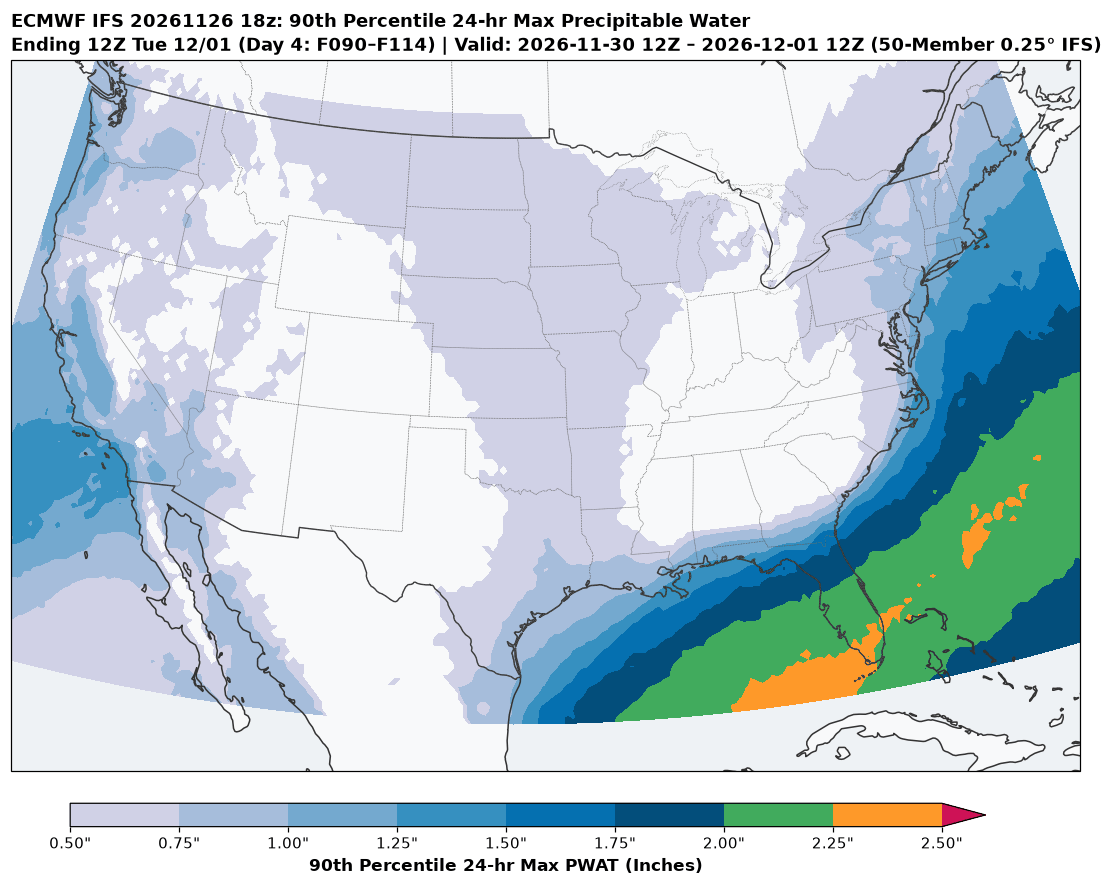 ECMWF IFS 20261126 18z: 90th Percentile 24-hr Max Precipitable Water
Ending 12Z Tue 12/01 (Day 4: F090–F114) | Valid: 2026-11-30 12Z – 2026-12-01 12Z (50-Member 0.25° IFS)
0.50" 0.75" 1.00" 1.25" 1.50" 1.75" 2.00" 2.25" 2.50"
90th Percentile 24-hr Max PWAT (Inches)